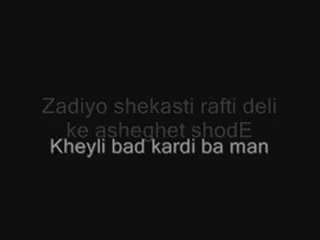 Zadiyo shekasti rafti deli
ke asheghet shodE
Kheyli bad kardi ba man